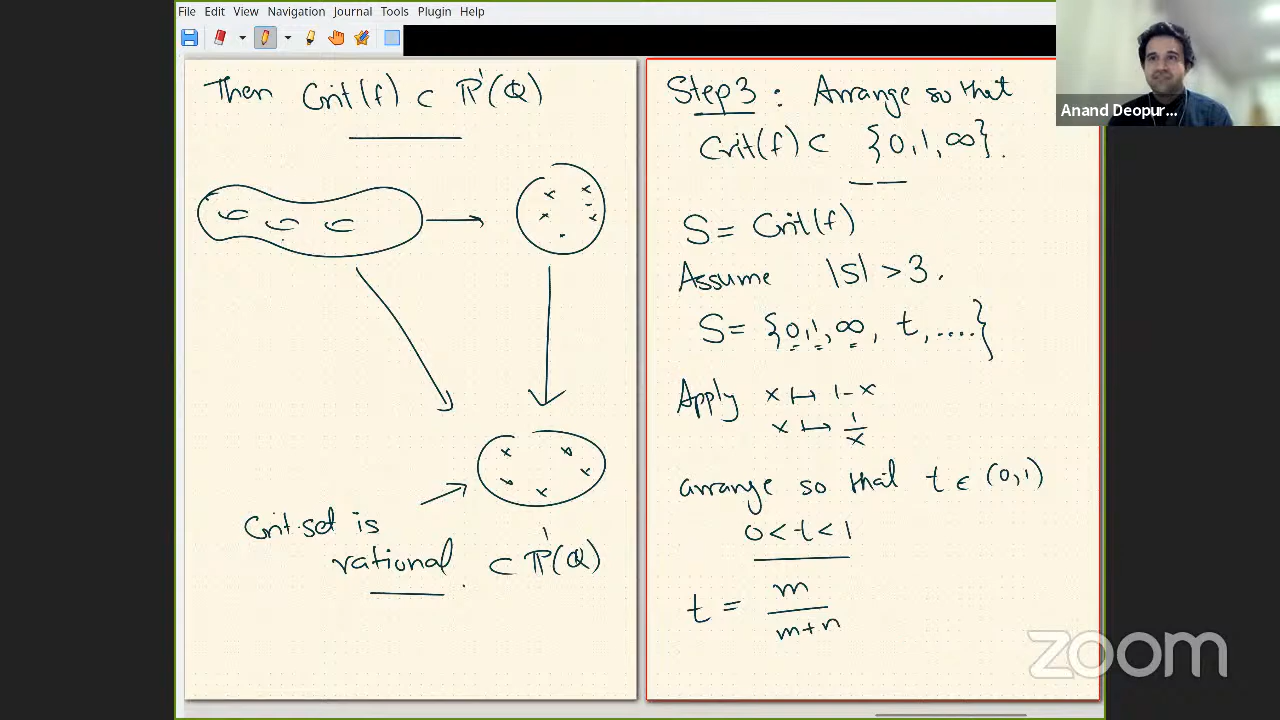 File Edit View Navigation Journal Tools Plugin Help
Anand Deopur...
Then Crit(f) ⊂ ℙ¹(ℚ)
Crit set is
rational. ⊂ ℙ¹(ℚ)
Step 3: Arrange so that
Crit(f) ⊂ {0,1,∞}.
S = Crit(f)
Assume |S| > 3.
S = {0,1,∞, t, ....}
Apply x ↦ 1-x
x ↦ 1/x
arrange so that t ∈ (0,1)
0 < t < 1
t = m/(m+n)
zoom